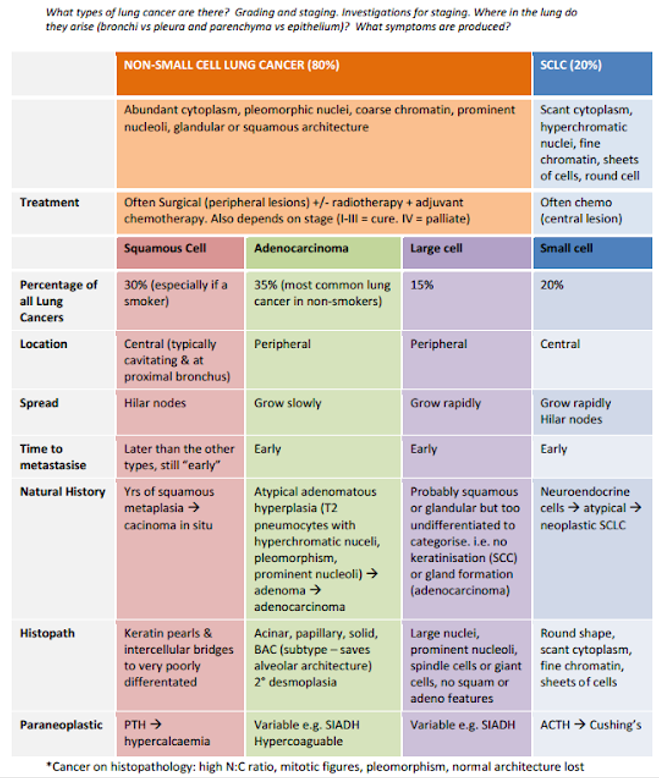 What types of lung cancer are there? Grading and staging. Investigations for staging. Where in the lung do
they arise (bronchi vs pleura and parenchyma vs epithelium)? What symptoms are produced?
NON-SMALL CELL LUNG CANCER (80%)
SCLC (20%)
Abundant cytoplasm, pleomorphic nuclei, coarse chromatin, prominent
nucleoli, glandular or squamous architecture
Scant cytoplasm,
hyperchromatic
nuclei, fine
chromatin, sheets
of cells, round cell
Treatment
Often Surgical (peripheral lesions) +/- radiotherapy + adjuvant
chemotherapy. Also depends on stage (I-III = cure. IV = palliate)
Often chemo
(central lesion)
Squamous Cell
Adenocarcinoma
Large cell
Small cell
Percentage of
all Lung
Cancers
30% (especially if a
smoker)
35% (most common lung
cancer in non-smokers)
15%
20%
Location
Central (typically
cavitating & at
proximal bronchus)
Peripheral
Peripheral
Central
Spread
Hilar nodes
Grow slowly
Grow rapidly
Grow rapidly
Hilar nodes
Time to
metastasise
Later than the other
types, still “early”
Early
Early
Early
Natural History
Yrs of squamous
metaplasia →
cacinoma in situ
Atypical adenomatous
hyperplasia (T2
pneumocytes with
hyperchromatic nuceli,
pleomorphism,
prominent nucleoli) →
adenoma →
adenocarcinoma
Probably squamous
or glandular but too
undifferentiated to
categorise. i.e. no
keratinisation (SCC)
or gland formation
(adenocarcinoma)
Neuroendocrine
cells → atypical →
neoplastic SCLC
Histopath
Keratin pearls &
intercellular bridges
to very poorly
differentated
Acinar, papillary, solid,
BAC (subtype – saves
alveolar architecture)
2° desmoplasia
Large nuclei,
prominent nucleoli,
spindle cells or giant
cells, no squam or
adeno features
Round shape,
scant cytoplasm,
fine chromatin,
sheets of cells
Paraneoplastic
PTH →
hypercalcaemia
Variable e.g. SIADH
Hypercoaguable
Variable e.g. SIADH
ACTH → Cushing’s
*Cancer on histopathology: high N:C ratio, mitotic figures, pleomorphism, normal architecture lost